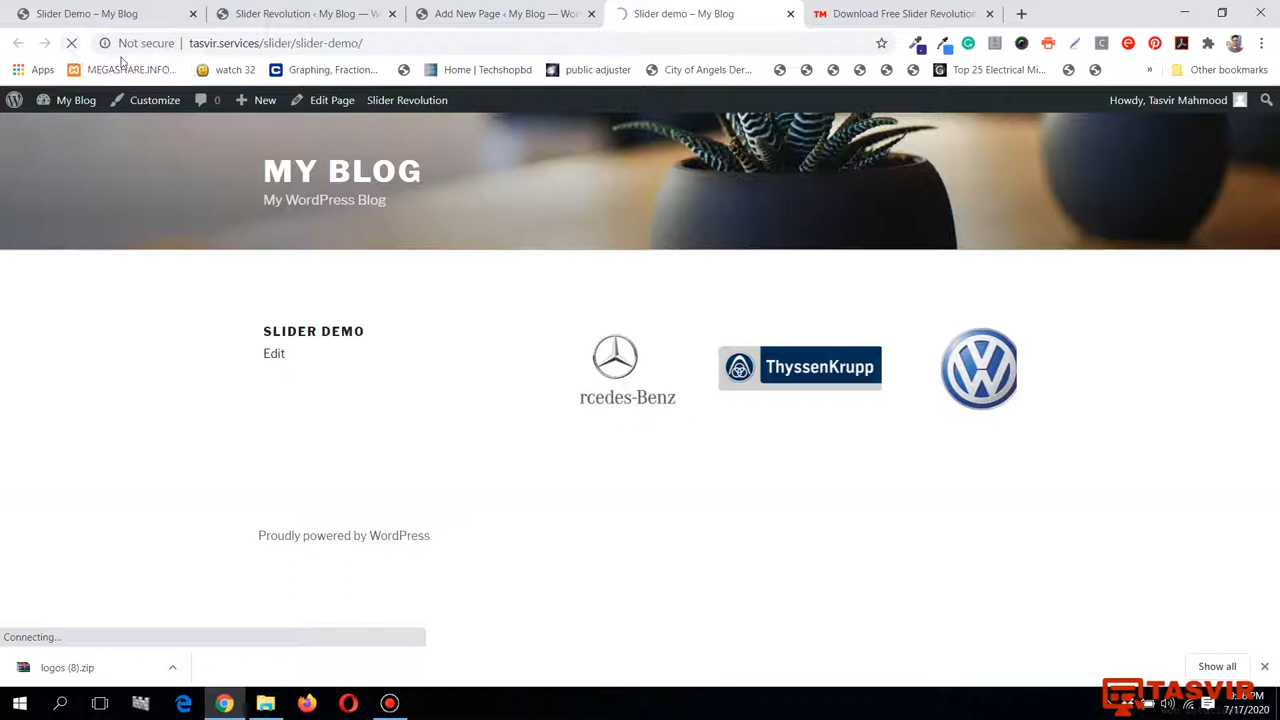 Slider Demo – My Blog
Slider Revolution ‹ My Blog — W
Add New Page ‹ My Blog — Wor
Slider demo – My Blog
Download Free Slider Revolution
Not secure
tasvir.services/slider/slider-demo/
Apps
MEGASHARE.INFO...
watch32
Graphing, Fraction...
Home | Techshopbd
public adjuster
City of Angels Der...
Top 25 Electrical Mi...
»
Other bookmarks
My Blog
Customize
0
New
Edit Page
Slider Revolution
Howdy, Tasvir Mahmood
MY BLOG
My WordPress Blog
SLIDER DEMO
Edit
rcedes-Benz
ThyssenKrupp
Proudly powered by WordPress
Connecting...
logos (8).zip
Show all
TASVIR
7/17/2020